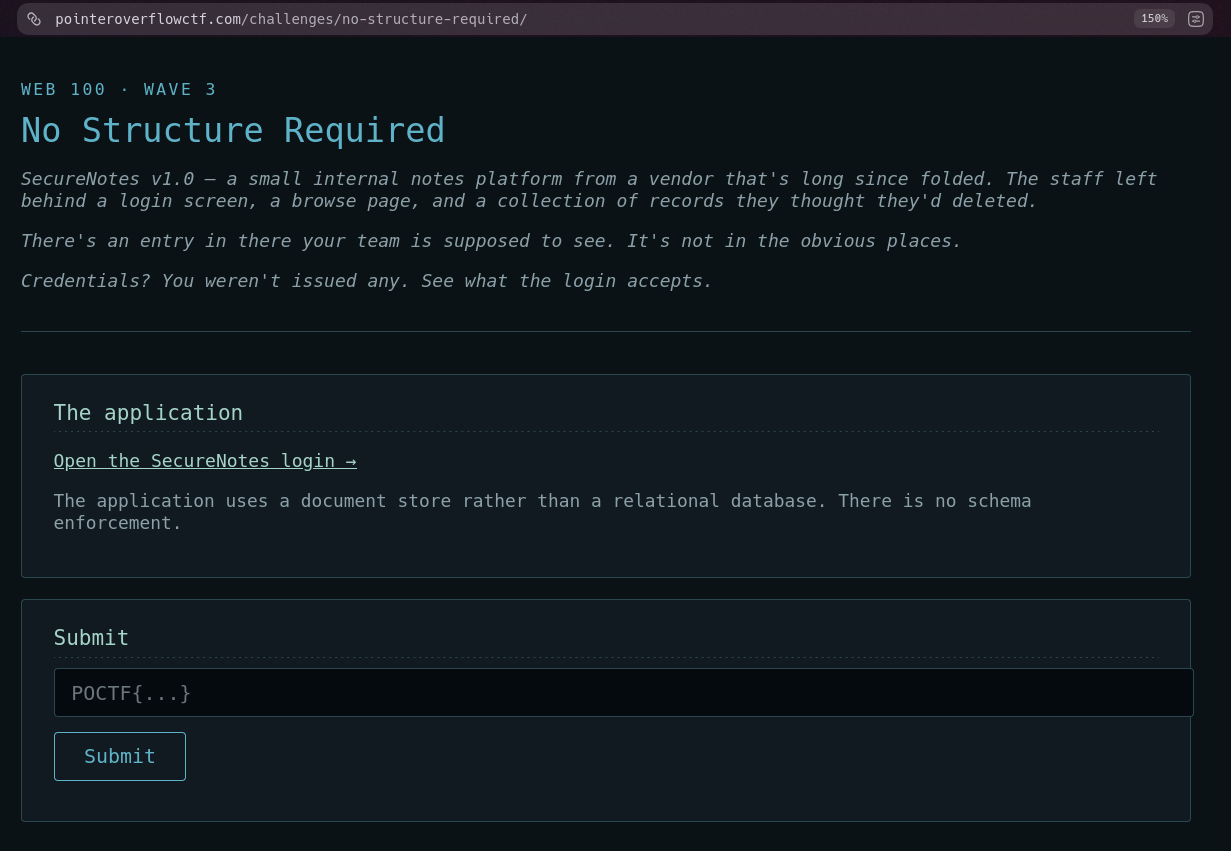 pointeroverflowctf.com/challenges/no-structure-required/
150%
WEB 100 · WAVE 3
No Structure Required
SecureNotes v1.0 — a small internal notes platform from a vendor that's long since folded. The staff left
behind a login screen, a browse page, and a collection of records they thought they'd deleted.
There's an entry in there your team is supposed to see. It's not in the obvious places.
Credentials? You weren't issued any. See what the login accepts.
The application
Open the SecureNotes login →
The application uses a document store rather than a relational database. There is no schema
enforcement.
Submit
POCTF{...}
Submit